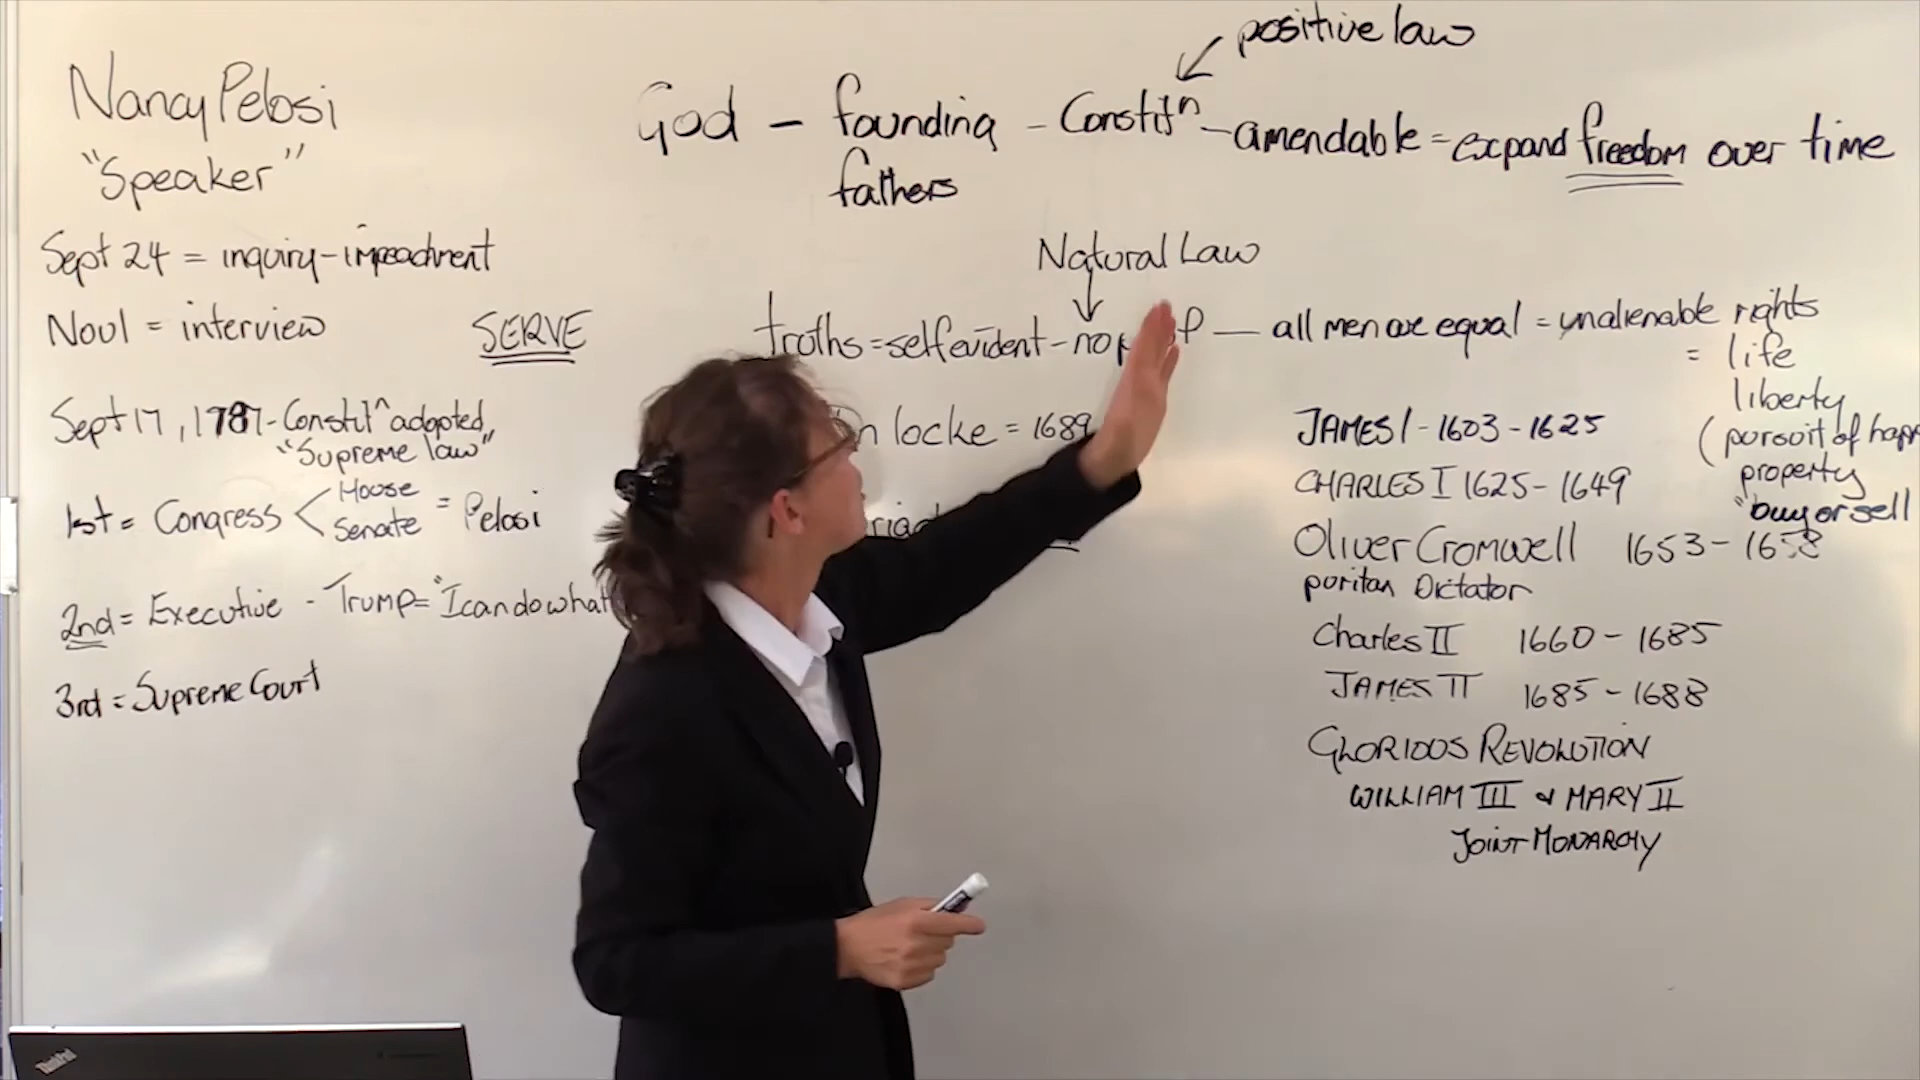 Nancy Pelosi
"Speaker"
Sept 24 = inquiry-impeachment
Nov 1 = interview
SERVE
Sept 17, 1787 - Constitⁿ adopted,
"Supreme law"
1st = Congress < House
Senate = Pelosi
2nd = Executive - Trump = "I can do what
3rd = Supreme Court
positive law
God - founding fathers - Constitⁿ - amendable = expand freedom over time
Natural Law
truths = self evident - no — all men are equal = unalienable rights
= life
liberty
(pursuit of
property
"buy or sell
locke = 1689
JAMES I - 1603 - 1625
CHARLES I 1625 - 1649
Oliver Cromwell 1653 - 1658
puritan Dictator
Charles II 1660 - 1685
JAMES II 1685 - 1688
GLORIOUS REVOLUTION
WILLIAM III & MARY II
JOINT MONARCHY
ThinkPad